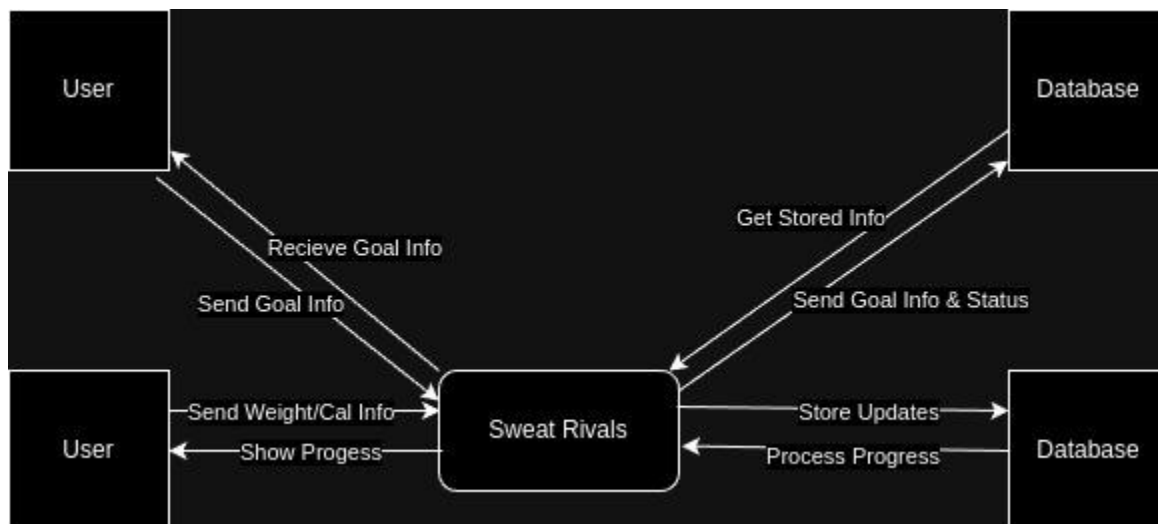 User
Database
Get Stored Info
Recieve Goal Info
Send Goal Info
Send Goal Info & Status
Send Weight/Cal Info
Store Updates
Sweat Rivals
User
Show Progess
Process Progress
Database